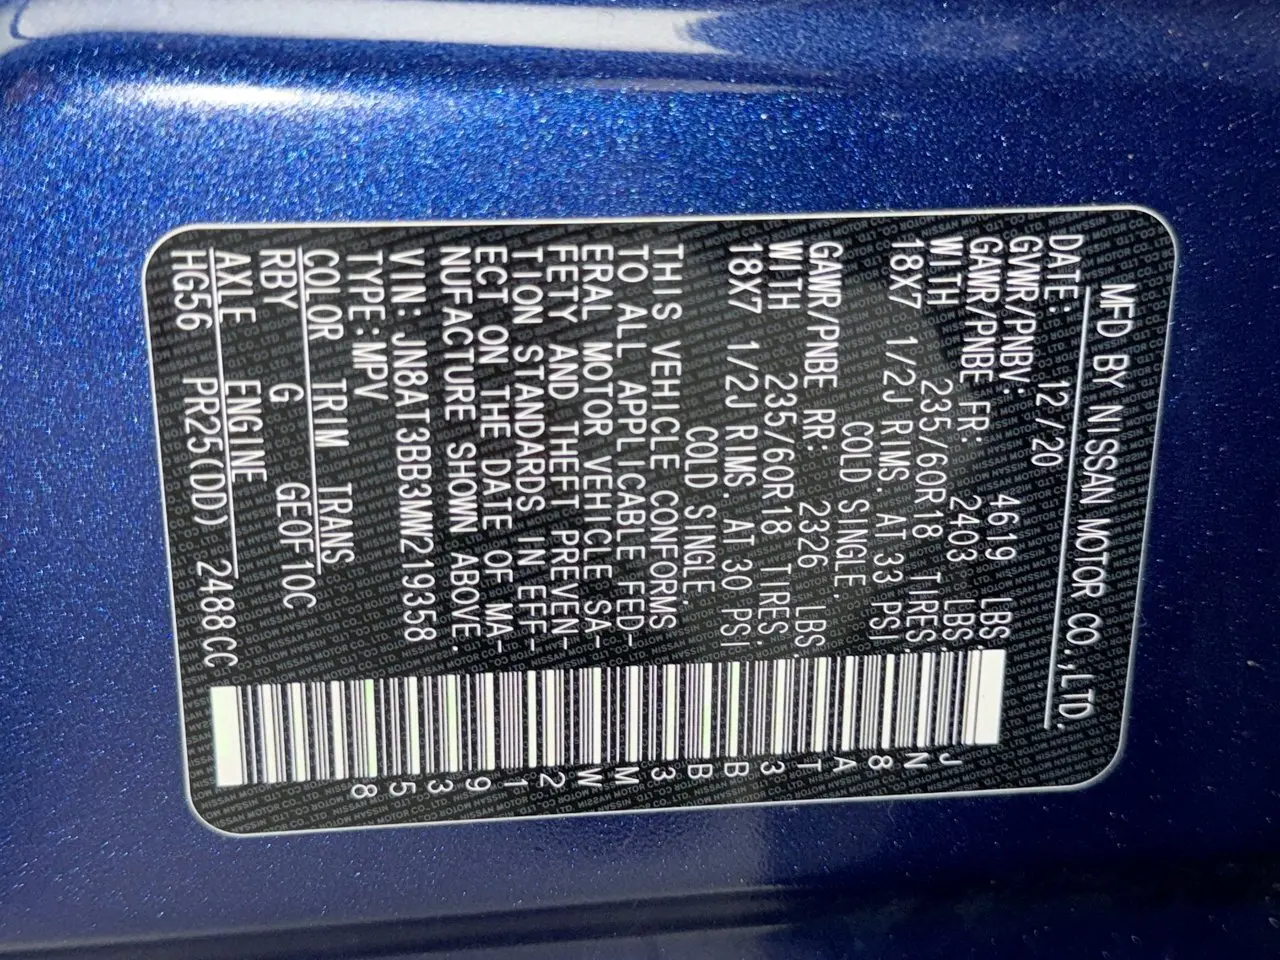 MFD BY NISSAN MOTOR CO.,LTD.
DATE: 12/20
GVWR/PNBV: 4619 LBS.
GAWR/PNBE FR: 2403 LBS.
WITH 235/60R18 TIRES,
18X7 1/2J RIMS. AT 33 PSI
COLD SINGLE.
GAWR/PNBE RR: 2326 LBS.
WITH 235/60R18 TIRES,
18X7 1/2J RIMS. AT 30 PSI
COLD SINGLE.
THIS VEHICLE CONFORMS
TO ALL APPLICABLE FED-
ERAL MOTOR VEHICLE SA-
FETY AND THEFT PREVEN-
TION STANDARDS IN EFF-
ECT ON THE DATE OF MA-
NUFACTURE SHOWN ABOVE.
VIN:JN8AT3BB3MW219358
TYPE:MPV
COLOR TRIM TRANS
RBY G GE0F10C
AXLE ENGINE
HG56 PR25(DD) 2488CC
JN8AT3BB3MW219358